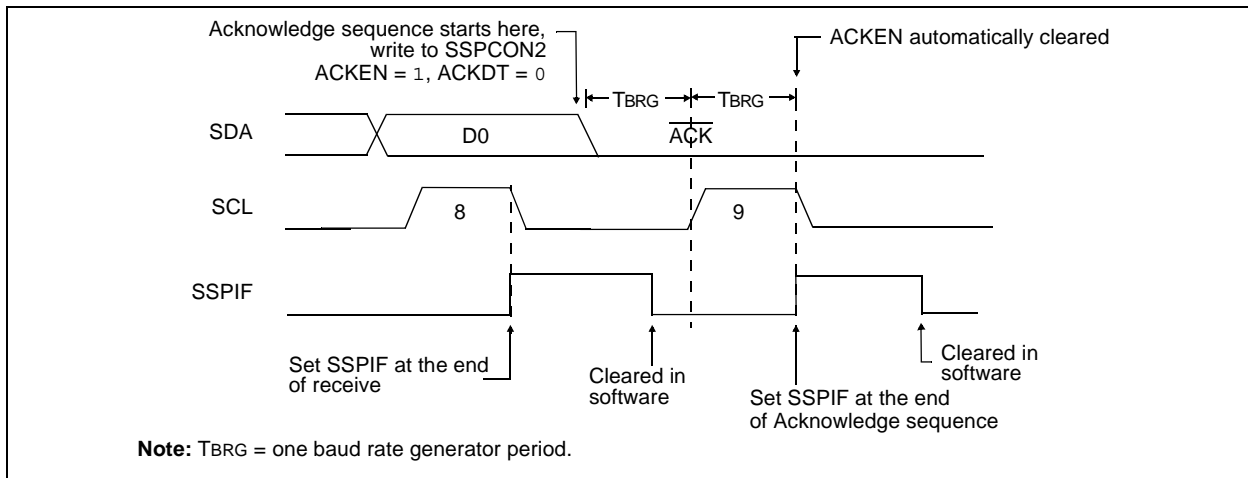 Acknowledge sequence starts here,
write to SSPCON2
ACKEN = 1, ACKDT = 0
ACKEN automatically cleared
TBRG
TBRG
SDA
D0
ACK
SCL
8
9
SSPIF
Set SSPIF at the end
of receive
Cleared in
software
Set SSPIF at the end
of Acknowledge sequence
Cleared in
software
Note: TBRG = one baud rate generator period.